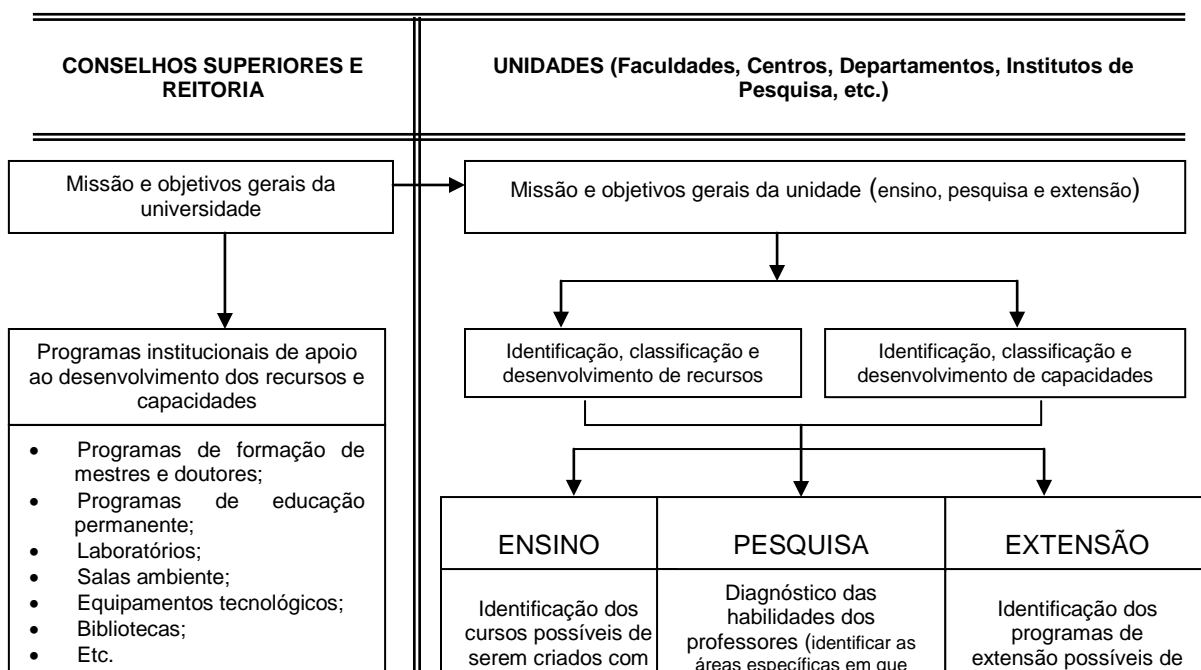 CONSELHOS SUPERIORES E
REITORIA
UNIDADES (Faculdades, Centros, Departamentos, Institutos de
Pesquisa, etc.)
Missão e objetivos gerais da
universidade
Missão e objetivos gerais da unidade (ensino, pesquisa e extensão)
Programas institucionais de apoio
ao desenvolvimento dos recursos e
capacidades
• Programas de formação de
mestres e doutores;
• Programas de educação
permanente;
• Laboratórios;
• Salas ambiente;
• Equipamentos tecnológicos;
• Bibliotecas;
• Etc.
Identificação, classificação e
desenvolvimento de recursos
Identificação, classificação e
desenvolvimento de capacidades
ENSINO
Identificação dos
cursos possíveis de
serem criados com
PESQUISA
Diagnóstico das
habilidades dos
professores (identificar as
áreas específicas em que
EXTENSÃO
Identificação dos
programas de
extensão possíveis de